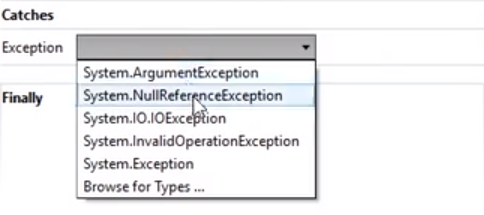 Catches
Exception
System.ArgumentException
System.NullReferenceException
Finally
System.IO.IOException
System.InvalidOperationException
System.Exception
Browse for Types ...